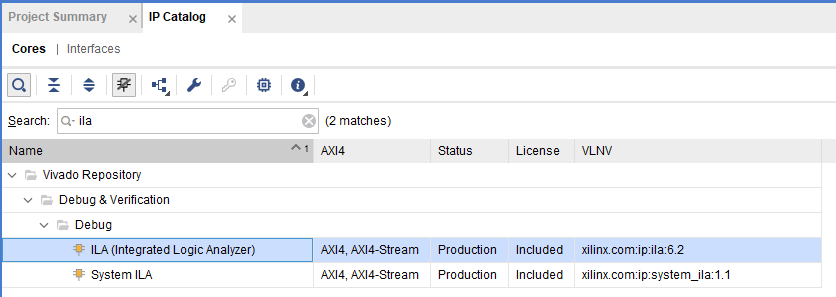 Project Summary × IP Catalog ×
Cores | Interfaces
Search: ila (2 matches)
Name 1 AXI4 Status License VLNV
Vivado Repository
Debug & Verification
Debug
ILA (Integrated Logic Analyzer) AXI4, AXI4-Stream Production Included xilinx.com:ip:ila:6.2
System ILA AXI4, AXI4-Stream Production Included xilinx.com:ip:system_ila:1.1